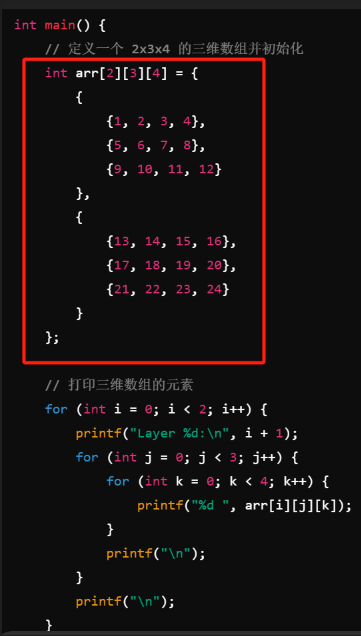 int main() {
    // 定义一个 2x3x4 的三维数组并初始化
    int arr[2][3][4] = {
        {
            {1, 2, 3, 4},
            {5, 6, 7, 8},
            {9, 10, 11, 12}
        },
        {
            {13, 14, 15, 16},
            {17, 18, 19, 20},
            {21, 22, 23, 24}
        }
    };
    // 打印三维数组的元素
    for (int i = 0; i < 2; i++) {
        printf("Layer %d:\n", i + 1);
        for (int j = 0; j < 3; j++) {
            for (int k = 0; k < 4; k++) {
                printf("%d ", arr[i][j][k]);
            }
            printf("\n");
        }
        printf("\n");
    }